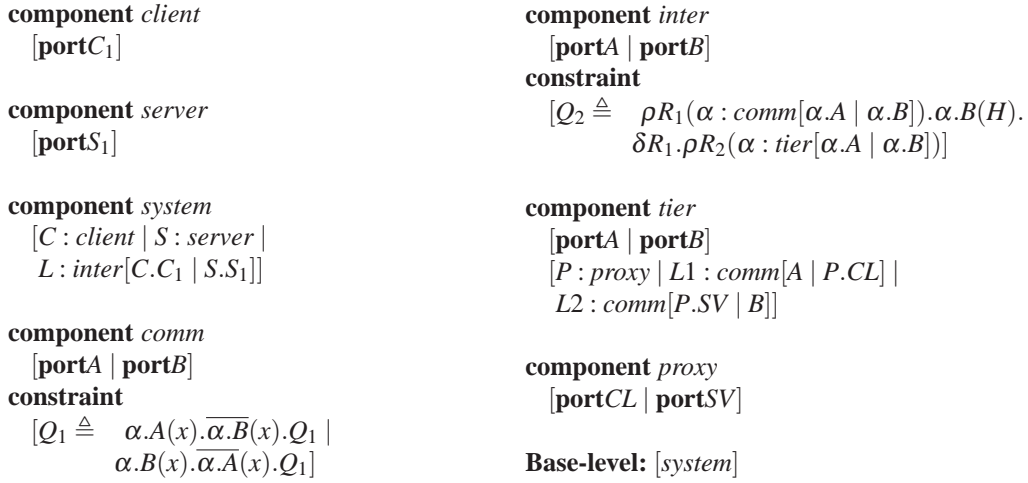 component client
[portC₁]
component server
[portS₁]
component system
[C : client | S : server |
L : inter[C.C₁ | S.S₁]]
component comm
[portA | portB]
constraint
[Q₁ ≜ α.A(x).\overline{α.B}(x).Q₁ |
α.B(x).\overline{α.A}(x).Q₁]
component inter
[portA | portB]
constraint
[Q₂ ≜ ρR₁(α : comm[α.A | α.B]).α.B(H).
δR₁.ρR₂(α : tier[α.A | α.B])]
component tier
[portA | portB]
[P : proxy | L1 : comm[A | P.CL] |
L2 : comm[P.SV | B]]
component proxy
[portCL | portSV]
Base-level: [system]